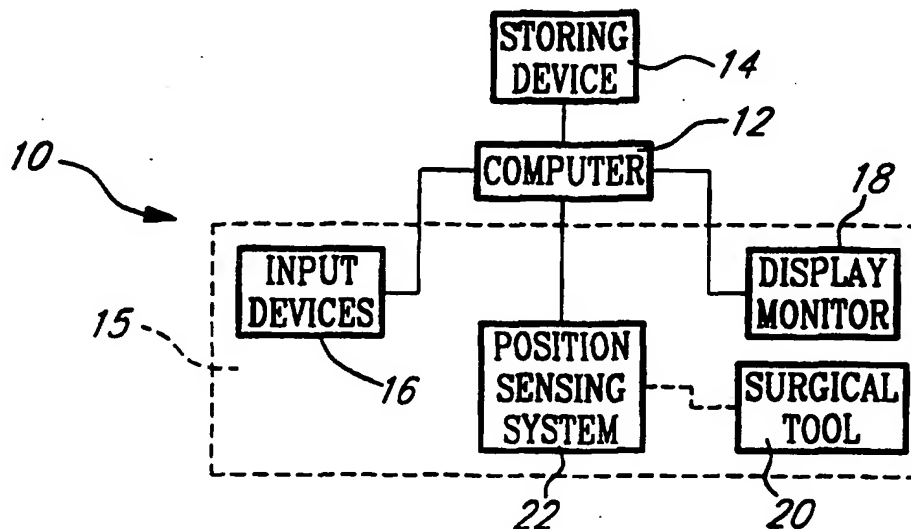 STORING
DEVICE
14
12
COMPUTER
10
18
INPUT
DEVICES
DISPLAY
MONITOR
15
16
POSITION
SENSING
SYSTEM
SURGICAL
TOOL
22
20